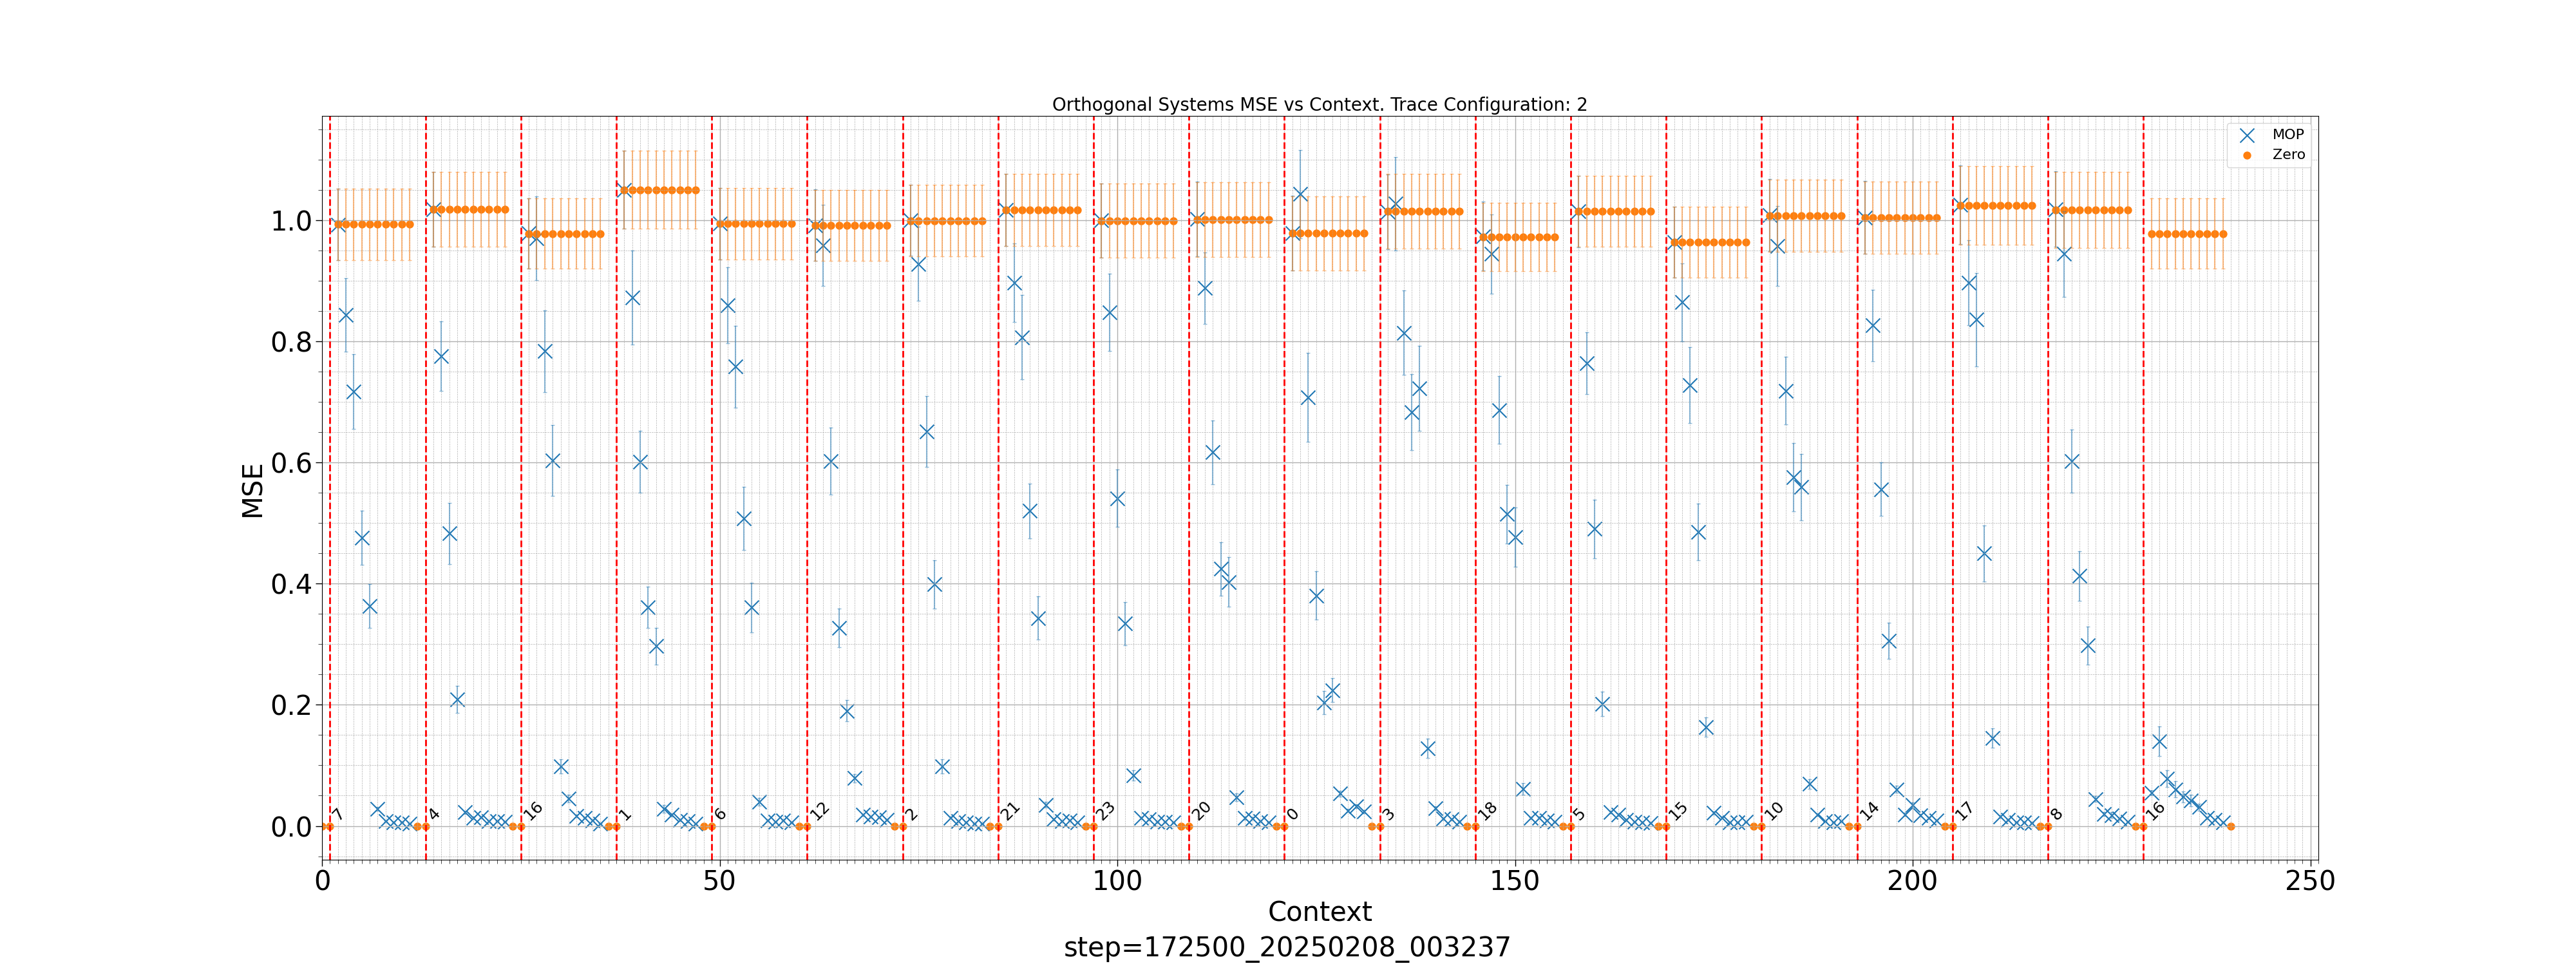 Orthogonal Systems MSE vs Context. Trace Configuration: 2
MOP
Zero
MSE
1.0
0.8
0.6
0.4
0.2
0.0
7 4 16 1 6 12 2 21 23 20 0 3 18 5 15 10 14 17 8 16
0 50 100 150 200 250
Context
step=172500_20250208_003237